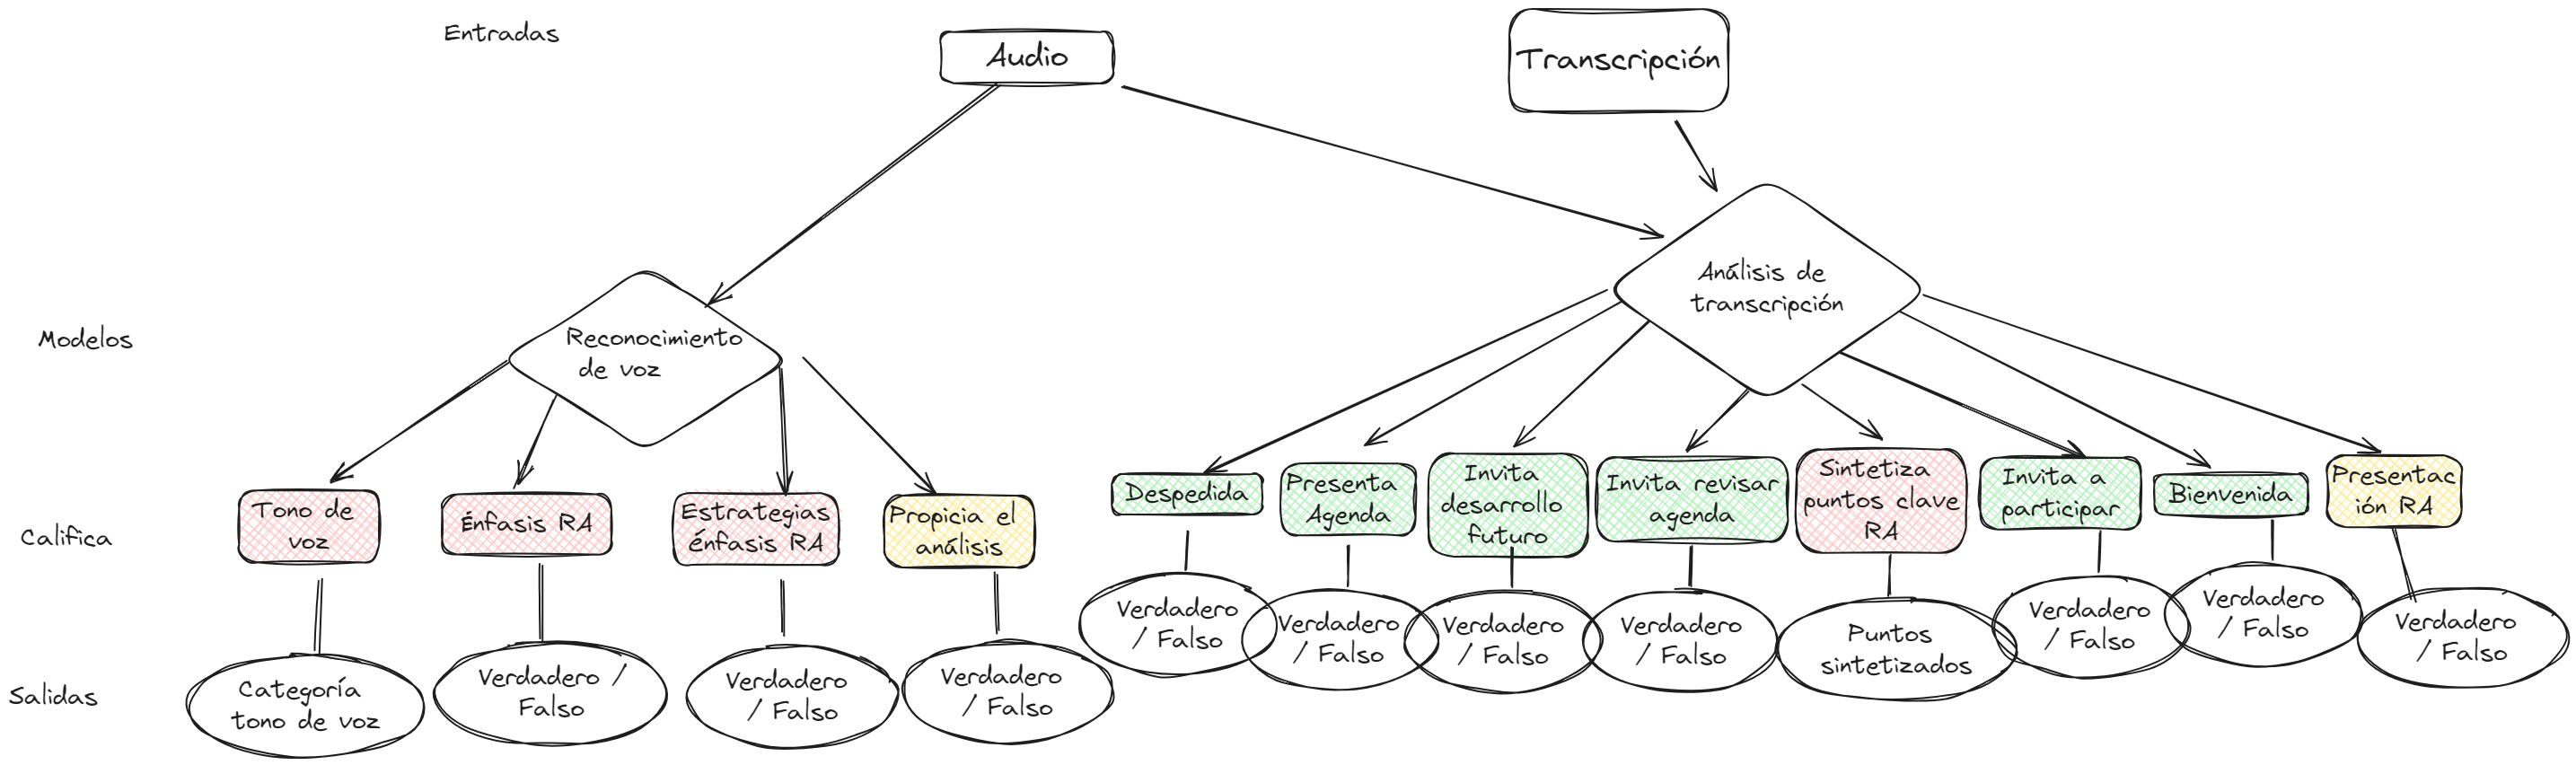 Entradas
Audio
Transcripción
Modelos
Reconocimiento
de voz
Análisis de
transcripción
Califica
Tono de
voz
Énfasis RA
Estrategias
énfasis RA
Propicia el
análisis
Despedida
Presenta
Agenda
Invita
desarrollo
futuro
Invita revisar
agenda
Sintetiza
puntos clave
RA
Invita a
participar
Bienvenida
Presentac
ión RA
Salidas
Categoría
tono de voz
Verdadero /
Falso
Verdadero
/ Falso
Verdadero
/ Falso
Verdadero
/ Falso
Verdadero
/ Falso
Verdadero
/ Falso
Verdadero
/ Falso
Puntos
sintetizados
Verdadero
/ Falso
Verdadero
/ Falso
Verdadero
/ Falso